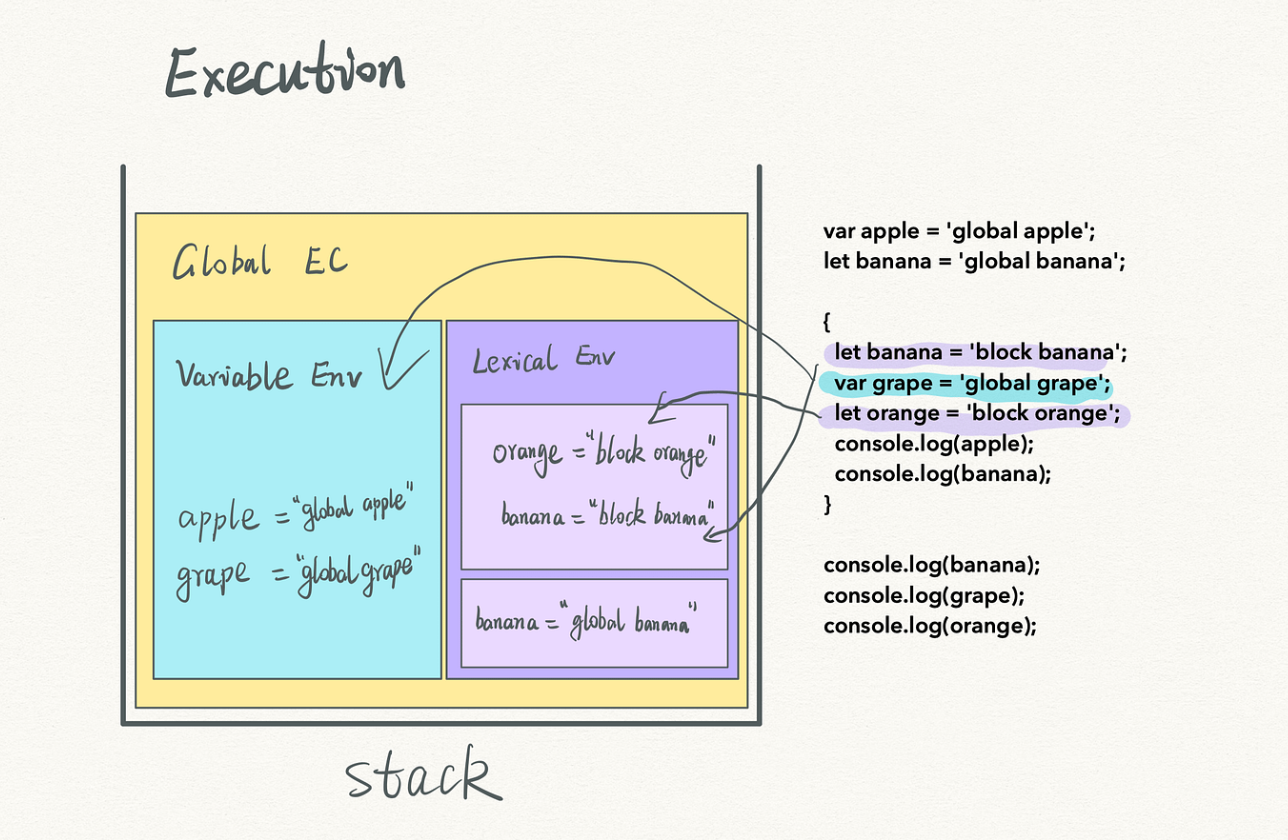 Execution
Global EC
Variable Env
apple = "global apple"
grape = "global grape"
Lexical Env
orange = "block orange"
banana = "block banana"
banana = "global banana"
stack
var apple = 'global apple';
let banana = 'global banana';
{
let banana = 'block banana';
var grape = 'global grape';
let orange = 'block orange';
console.log(apple);
console.log(banana);
}
console.log(banana);
console.log(grape);
console.log(orange);